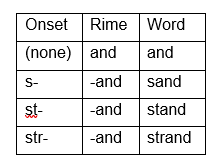 Onset Rime Word
(none) and and
s- -and sand
st- -and stand
str- -and strand